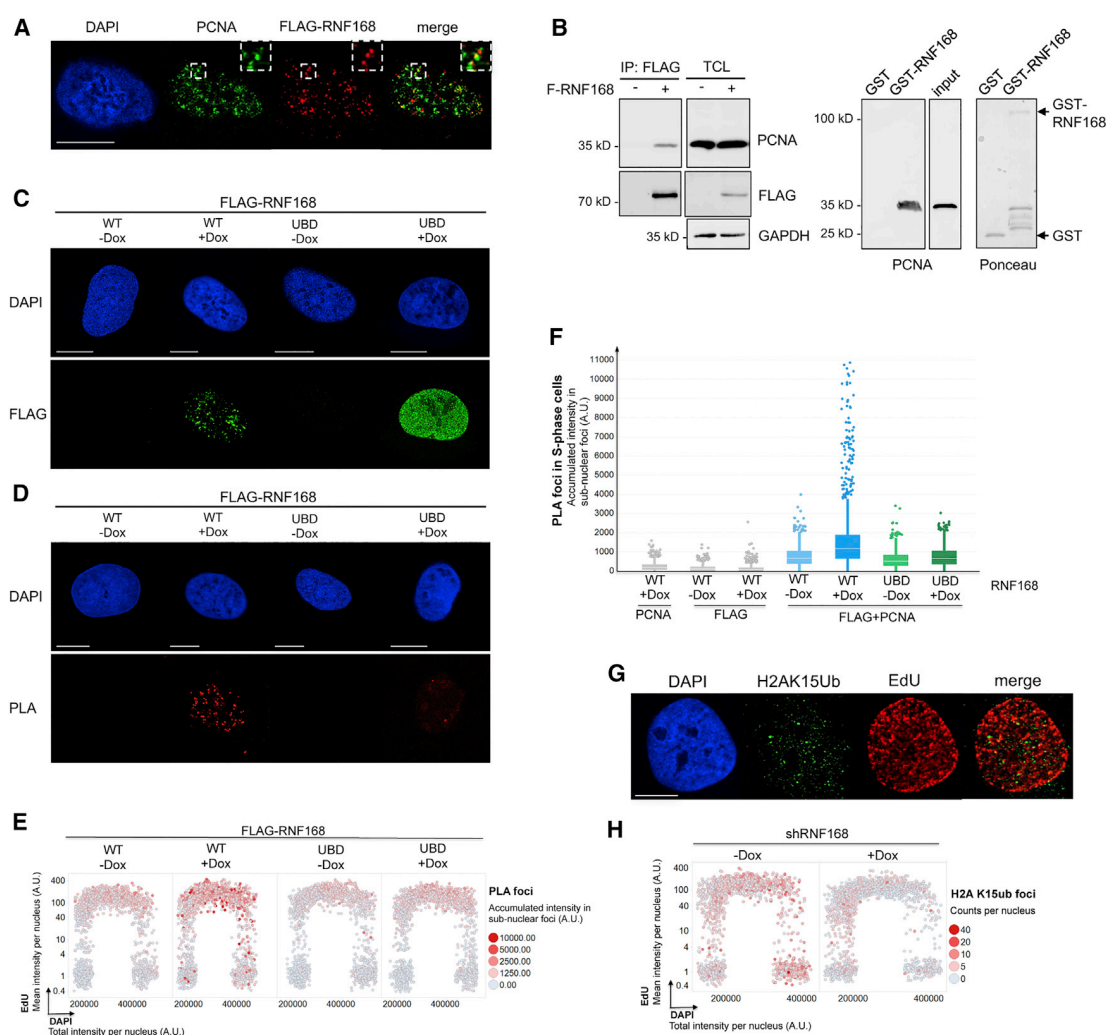 A
DAPI PCNA FLAG-RNF168 merge
B
IP: FLAG TCL
F-RNF168 - + - +
35 kD PCNA
70 kD FLAG
35 kD GAPDH
GST GST-RNF168 input GST GST-RNF168
100 kD
35 kD
25 kD
GST-
RNF168
GST
PCNA Ponceau
C
FLAG-RNF168
WT WT UBD UBD
-Dox +Dox -Dox +Dox
DAPI
FLAG
D
FLAG-RNF168
WT WT UBD UBD
-Dox +Dox -Dox +Dox
DAPI
PLA
E
FLAG-RNF168
WT WT UBD UBD
-Dox +Dox -Dox +Dox
EdU
Mean intensity per nucleus (A.U.)
400
100
40
10
4
1
0.4
200000 400000 200000 400000 200000 400000 200000 400000
DAPI
Total intensity per nucleus (A.U.)
PLA foci
Accumulated intensity in
sub-nuclear foci (A.U.)
10000.00
5000.00
2500.00
1250.00
0.00
F
PLA foci in S-phase cells
Accumulated intensity in
sub-nuclear foci (A.U.)
11000
10000
9000
8000
7000
6000
5000
4000
3000
2000
1000
0
WT WT WT WT WT UBD UBD RNF168
+Dox -Dox +Dox -Dox +Dox -Dox +Dox
PCNA FLAG FLAG+PCNA
G
DAPI H2AK15Ub EdU merge
H
shRNF168
-Dox +Dox
EdU
Mean intensity per nucleus (A.U.)
400
100
40
10
4
1
0.4
200000 400000 200000 400000
DAPI
Total intensity per nucleus (A.U.)
H2A K15ub foci
Counts per nucleus
40
20
10
5
0